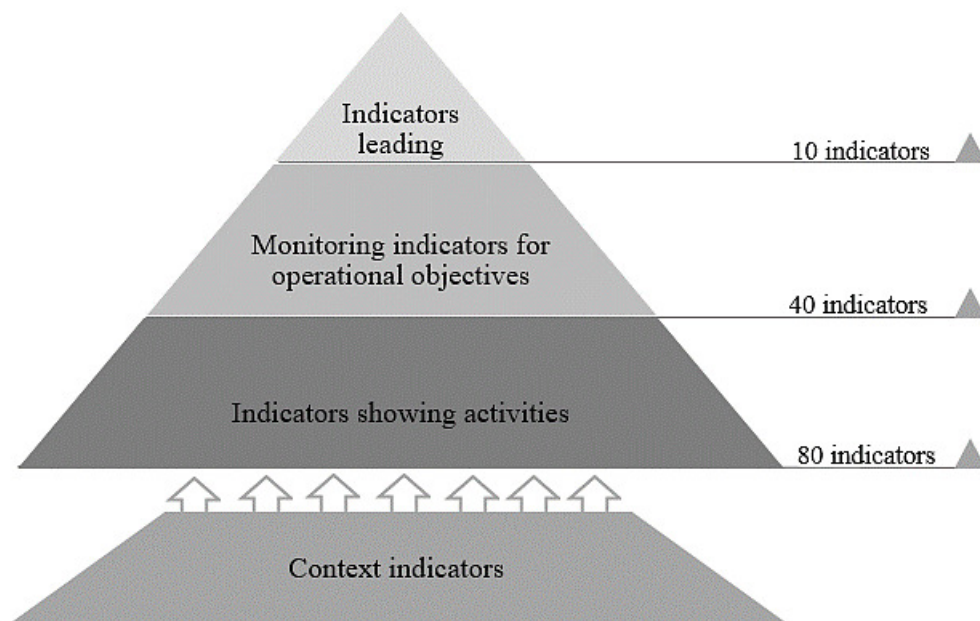 Indicators
leading
10 indicators
Monitoring indicators for
operational objectives
40 indicators
Indicators showing activities
80 indicators
Context indicators